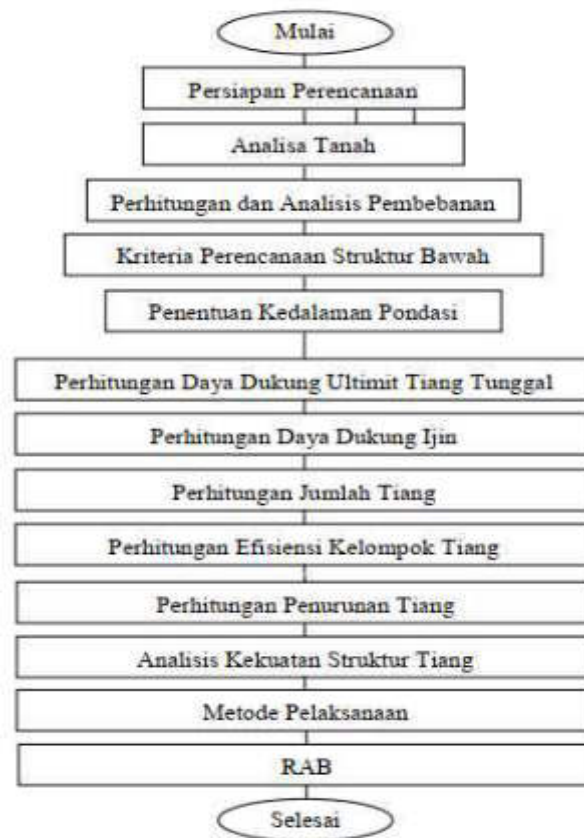 Mulai
Persiapan Perencanaan
Analisa Tanah
Perhitungan dan Analisis Pembebanan
Kriteria Perencanaan Struktur Bawah
Penentuan Kedalaman Pondasi
Perhitungan Daya Dukung Ultimit Tiang Tunggal
Perhitungan Daya Dukung Ijin
Perhitungan Jumlah Tiang
Perhitungan Efisiensi Kelompok Tiang
Perhitungan Penurunan Tiang
Analisis Kekuatan Struktur Tiang
Metode Pelaksanaan
RAB
Selesai